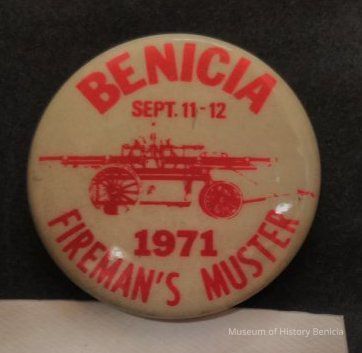 BENICIA
SEPT. 11-12
1971
FIREMAN'S MUSTER
Museum of History Benicia